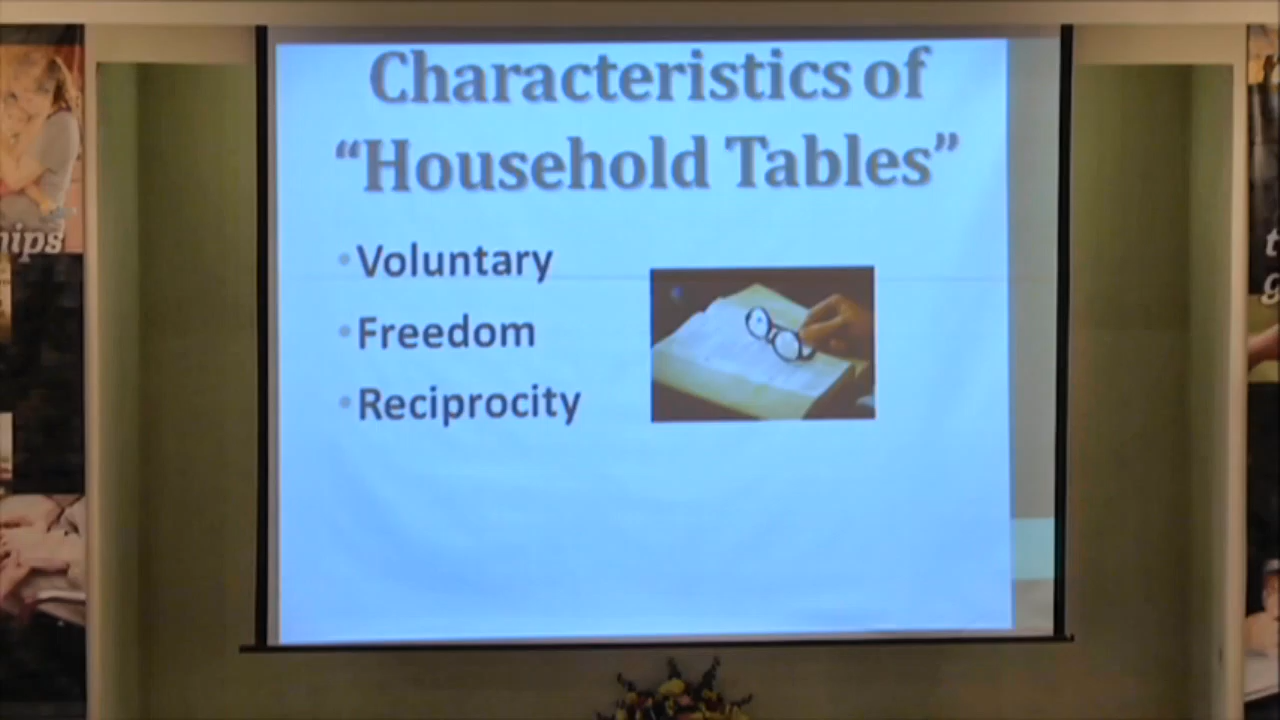 Characteristics of
“Household Tables”
•Voluntary
•Freedom
•Reciprocity